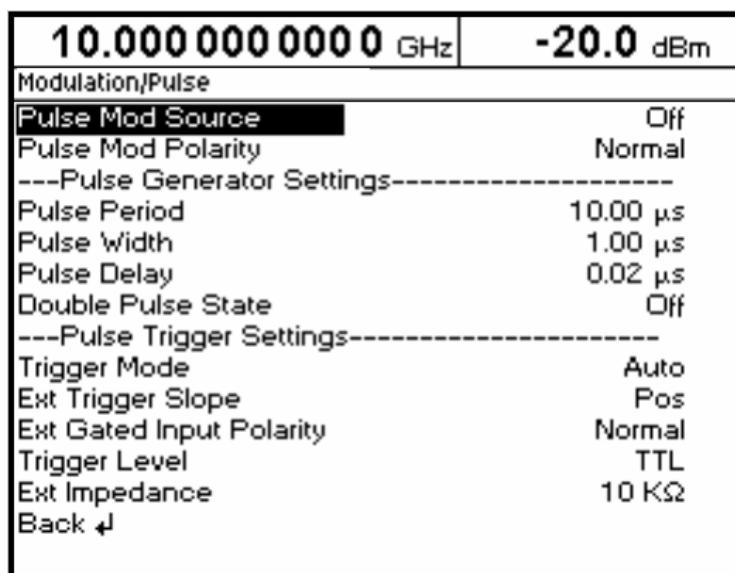 10.000 000 000 0 GHz -20.0 dBm
Modulation/Pulse
Pulse Mod Source Off
Pulse Mod Polarity Normal
---Pulse Generator Settings---------------------
Pulse Period 10.00 µs
Pulse Width 1.00 µs
Pulse Delay 0.02 µs
Double Pulse State Off
---Pulse Trigger Settings-----------------------
Trigger Mode Auto
Ext Trigger Slope Pos
Ext Gated Input Polarity Normal
Trigger Level TTL
Ext Impedance 10 KΩ
Back ↲